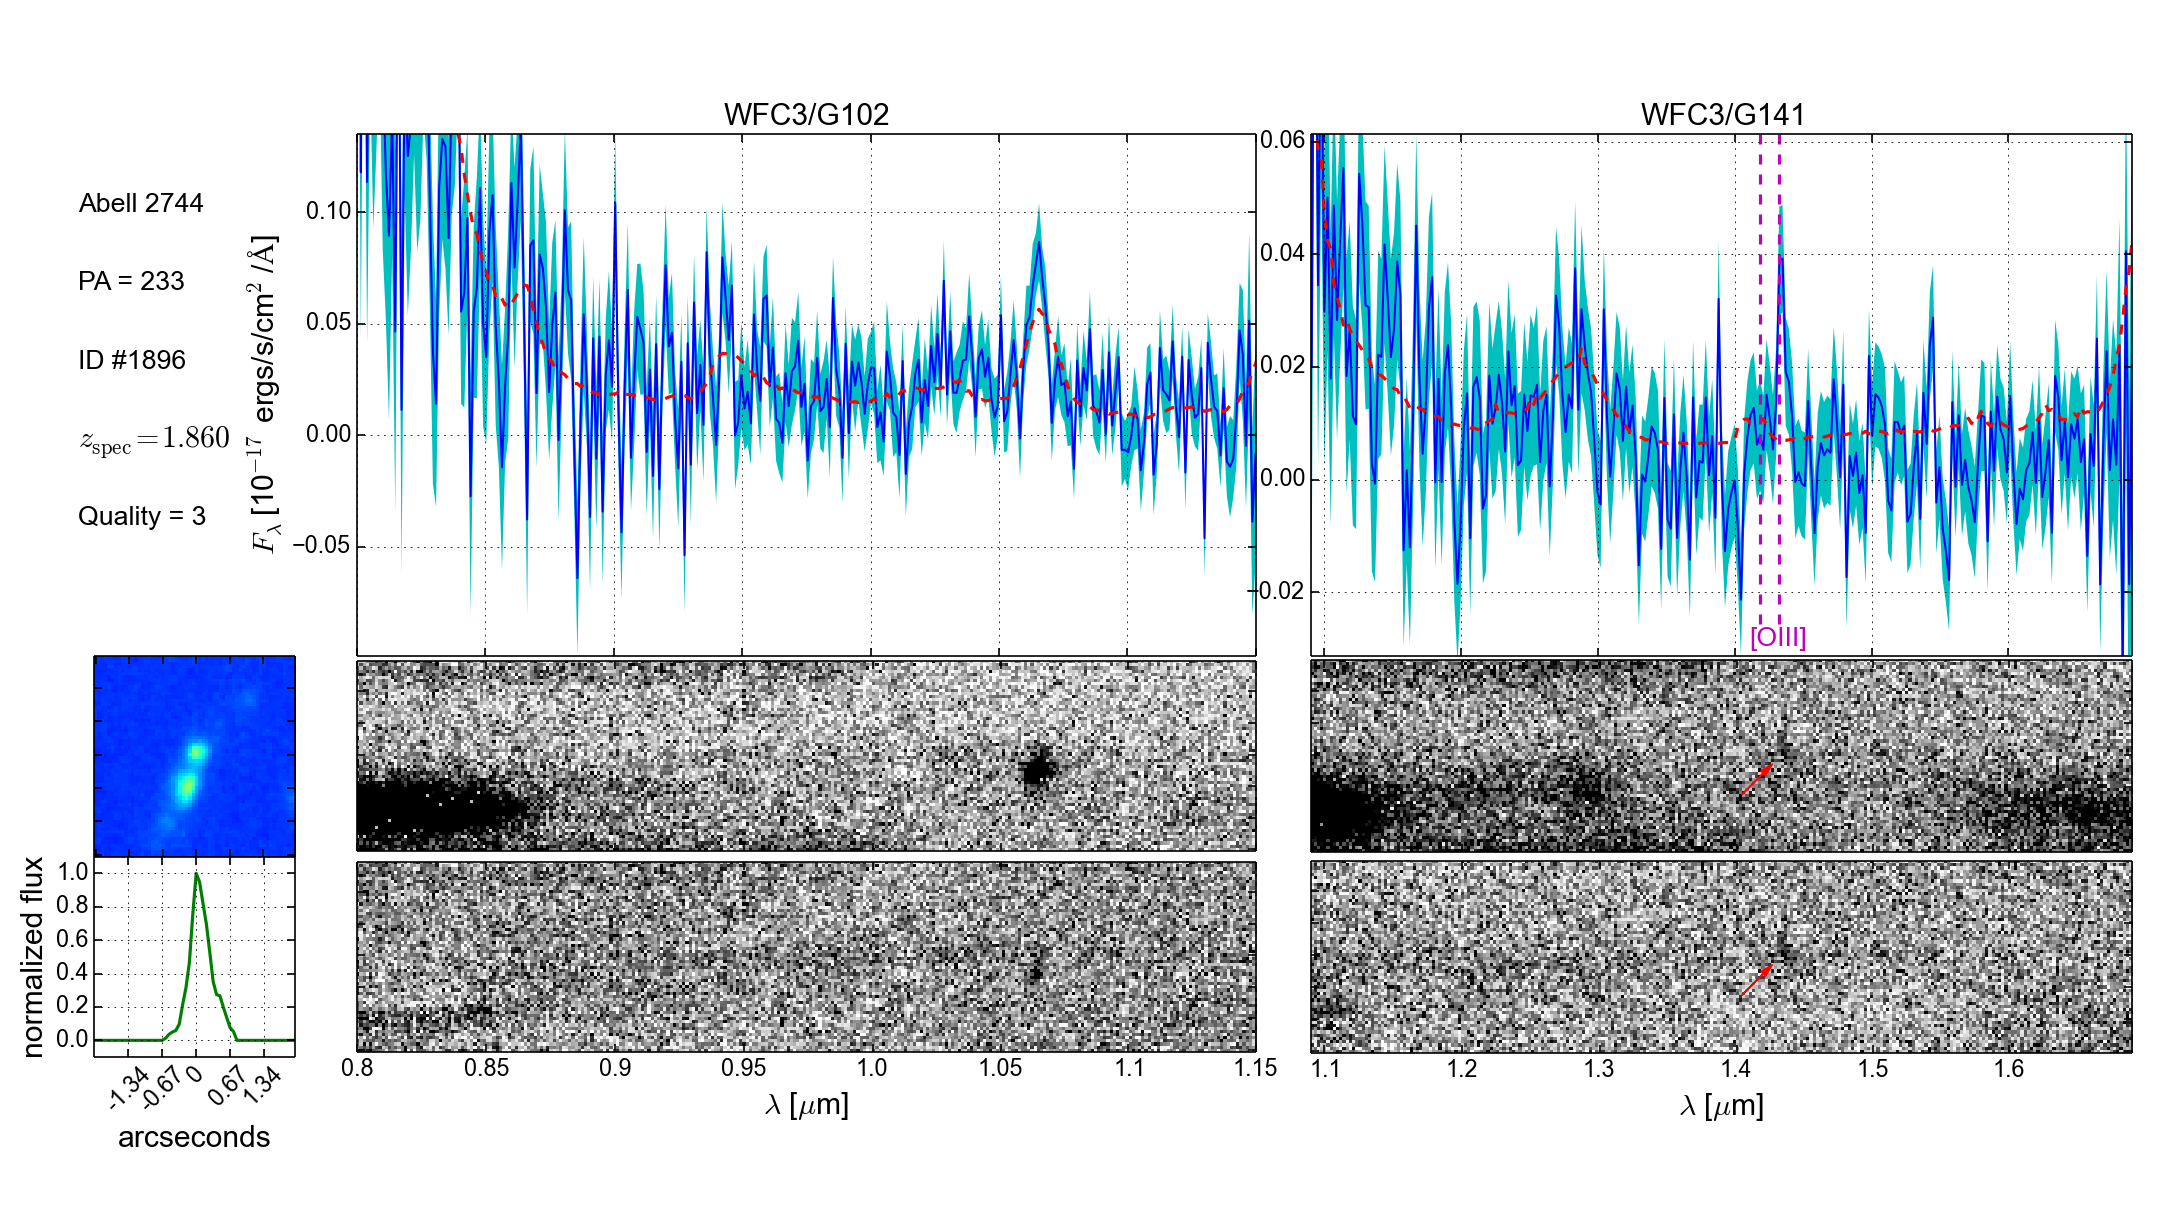 WFC3/G102
WFC3/G141
Abell 2744
PA = 233
ID #1896
z_spec = 1.860
Quality = 3
F_λ [10^−17 ergs/s/cm^2/Å]
0.10
0.05
0.00
−0.05
0.06
0.04
0.02
0.00
−0.02
[OIII]
normalized flux
1.0
0.8
0.6
0.4
0.2
0.0
-1.34 -0.67 0 0.67 1.34
arcseconds
0.8 0.85 0.9 0.95 1.0 1.05 1.1 1.15
λ [μm]
1.1 1.2 1.3 1.4 1.5 1.6
λ [μm]